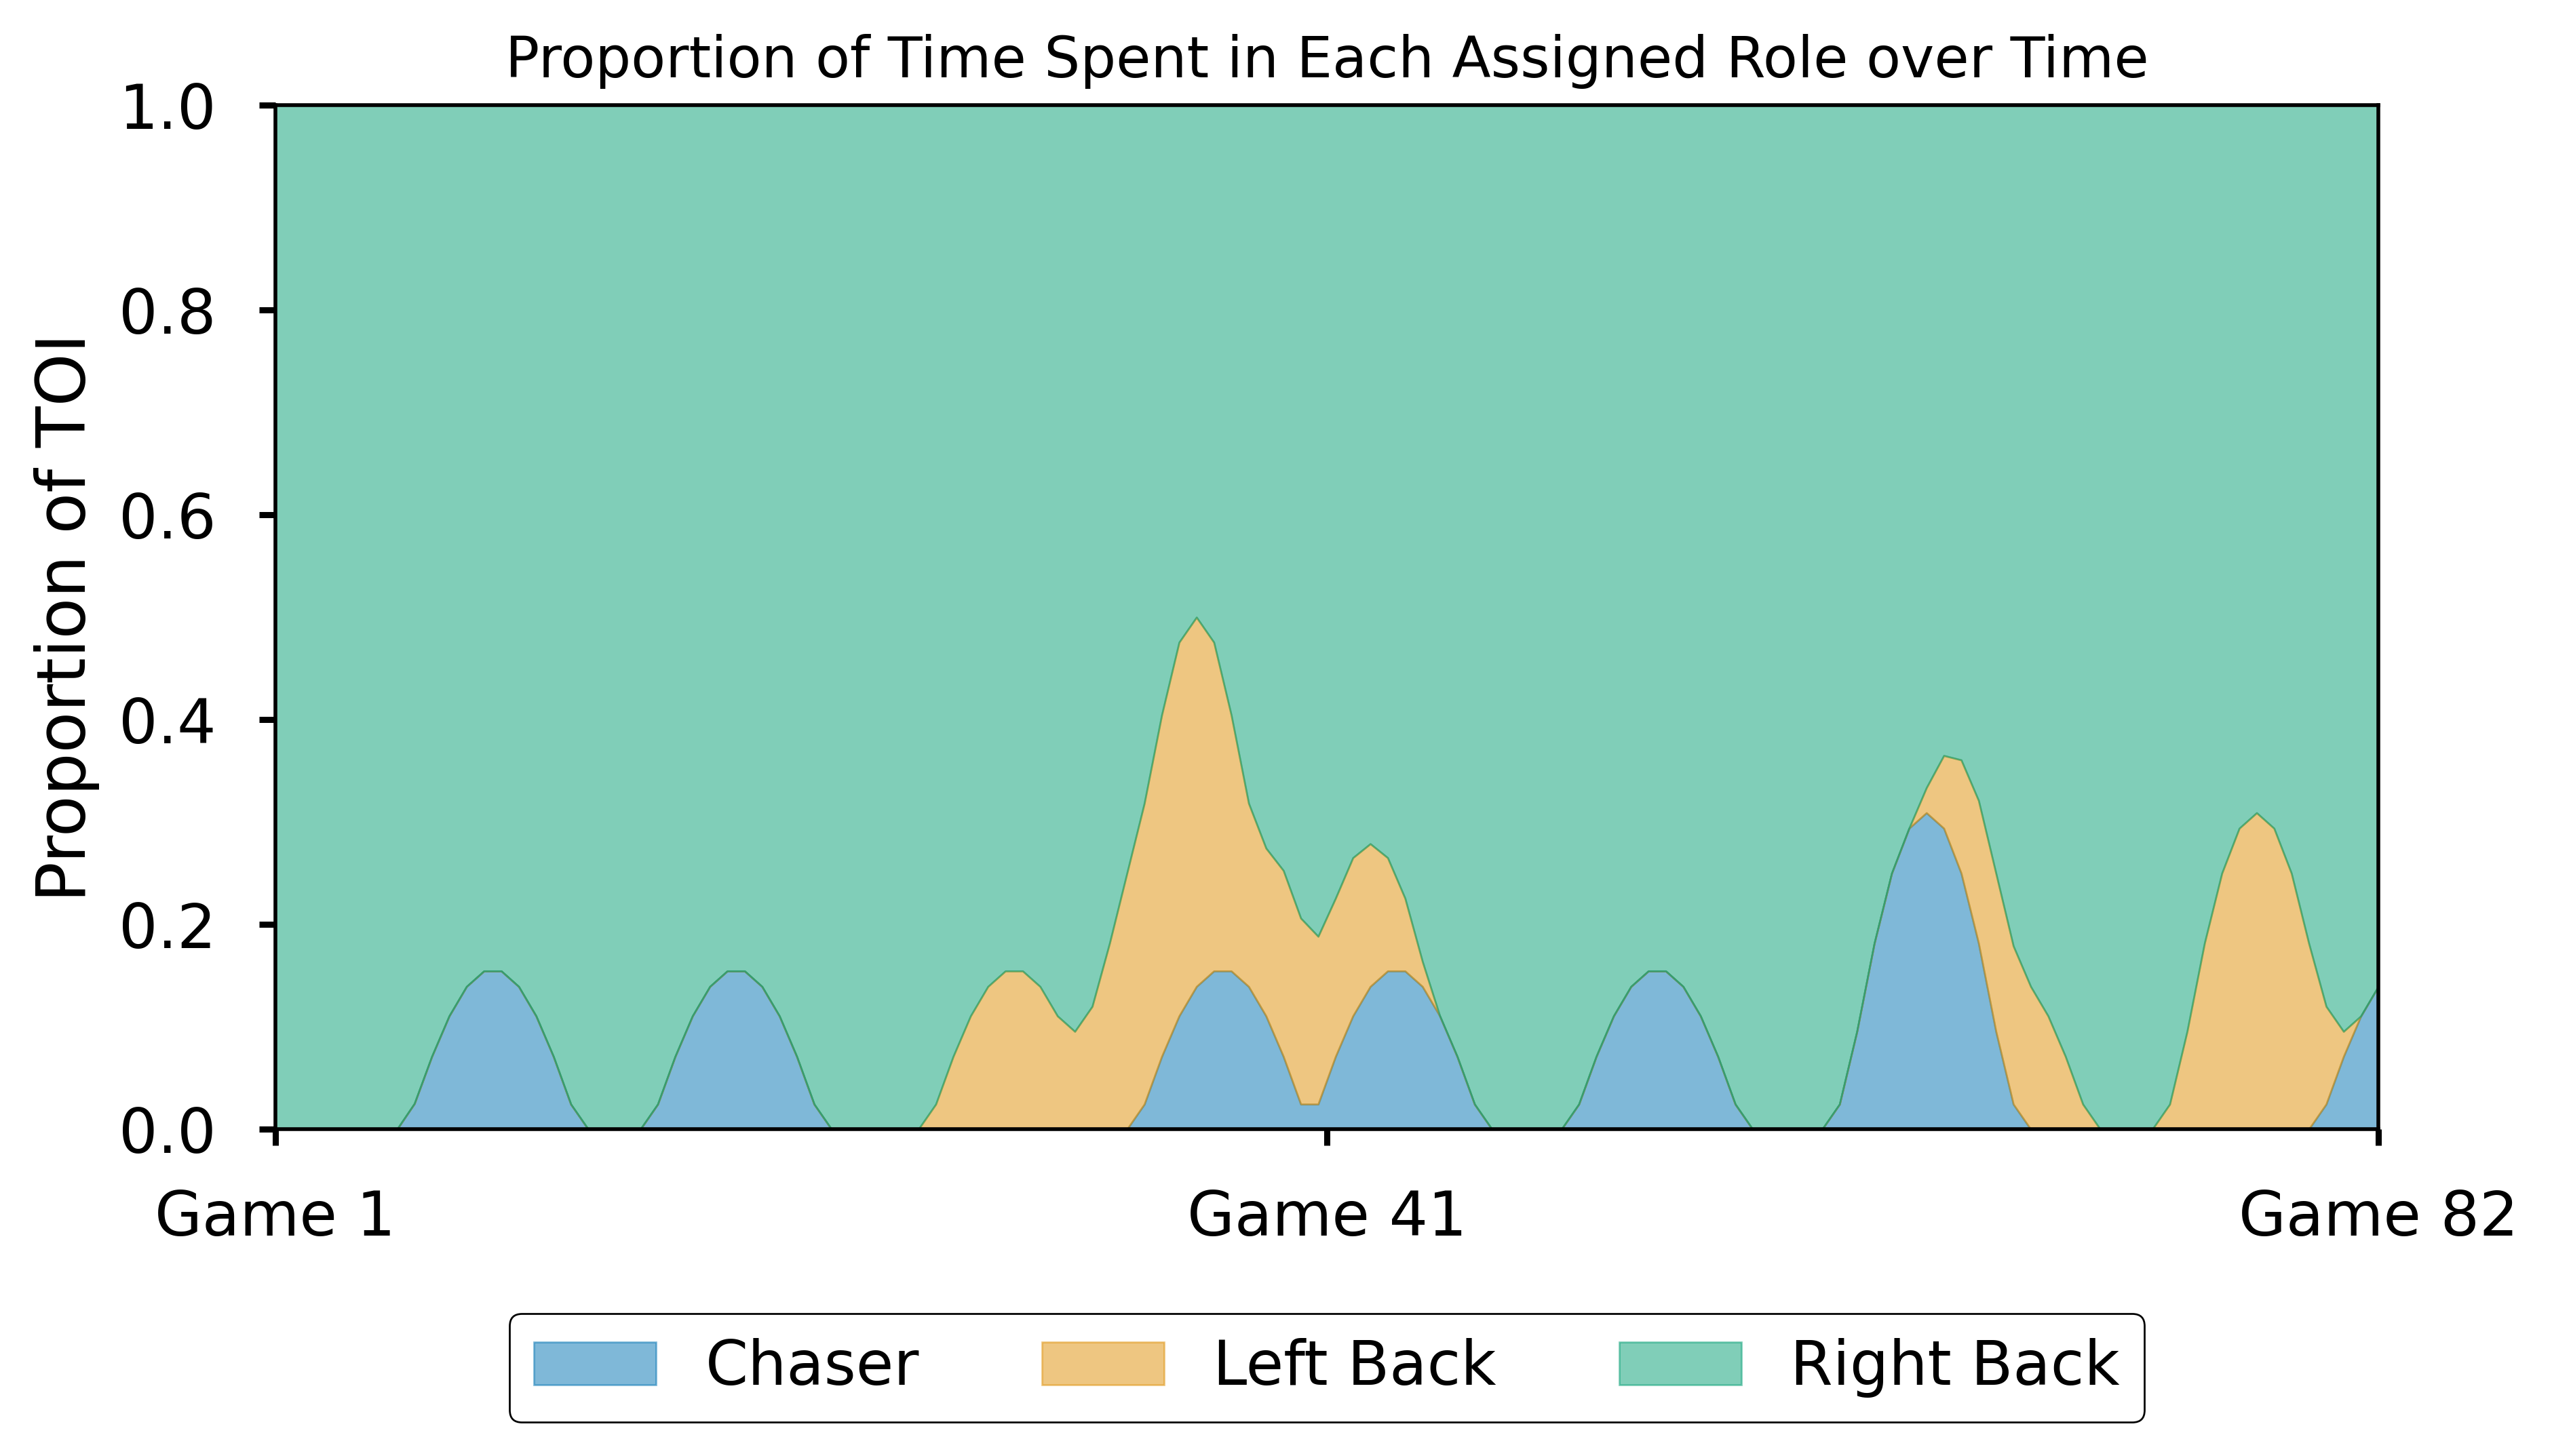 Proportion of Time Spent in Each Assigned Role over Time
Proportion of TOI
1.0
0.8
0.6
0.4
0.2
0.0
Game 1 Game 41 Game 82
Chaser Left Back Right Back